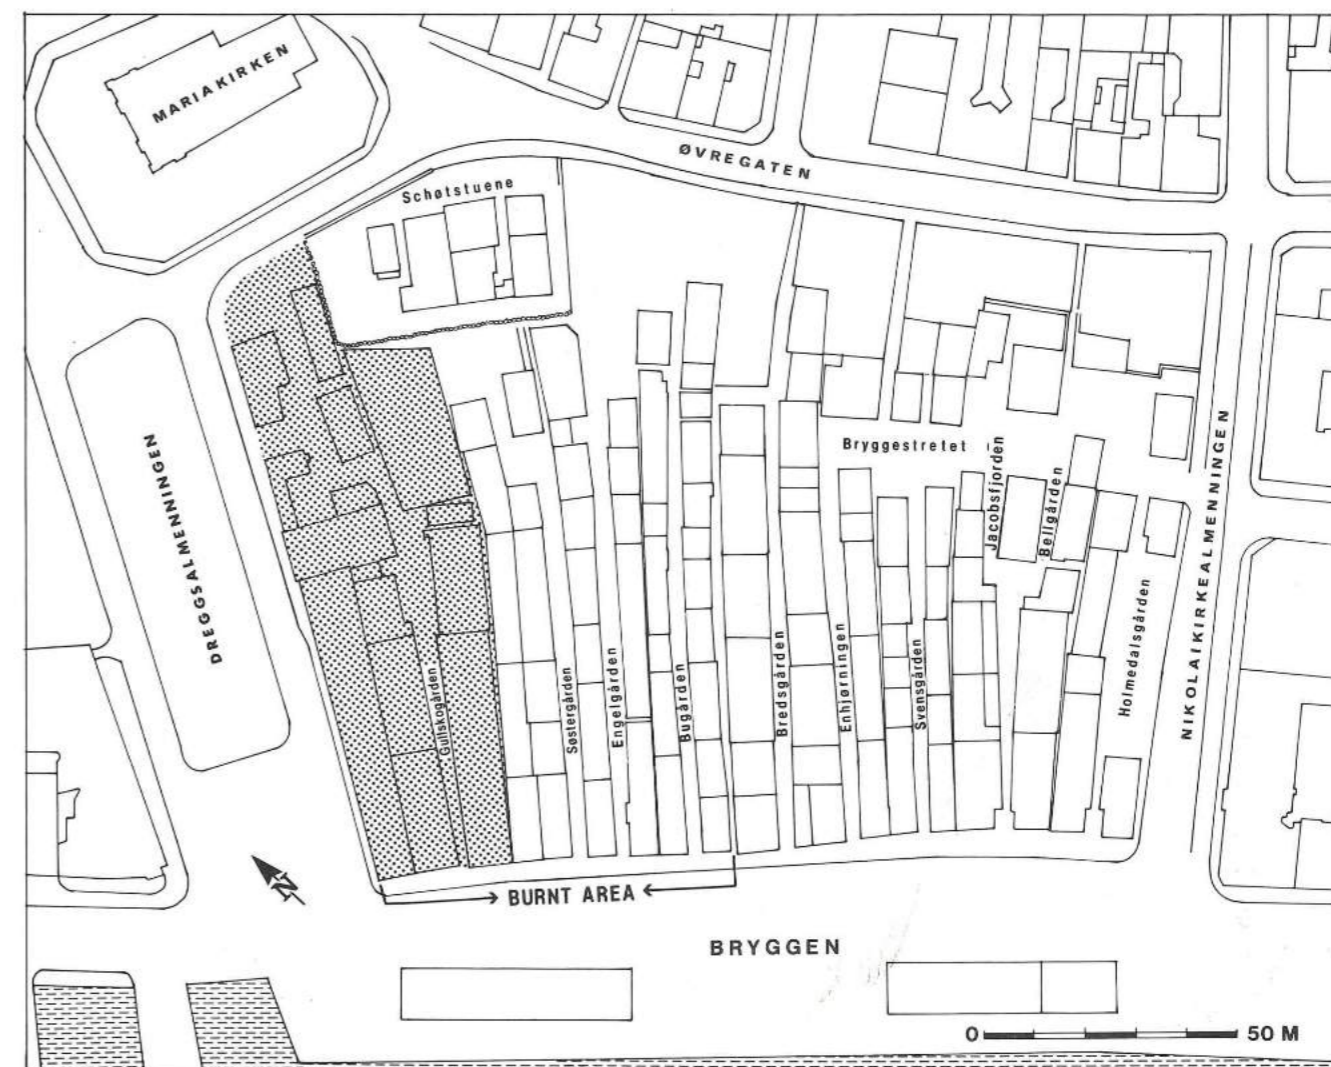 MARIAKIRKEN
ØVREGATEN
Schøtstuene
Bryggestretet
DREGGSALMENNINGEN
Gullskogården
Søstergården
Engelgården
Bugården
Bredsgården
Enhjørningen
Svensgården
Jacobsfjorden
Bellgården
Holmedalsgården
NIKOLAIKIRKEALMENNINGEN
N
BURNT AREA
BRYGGEN
0 50 M